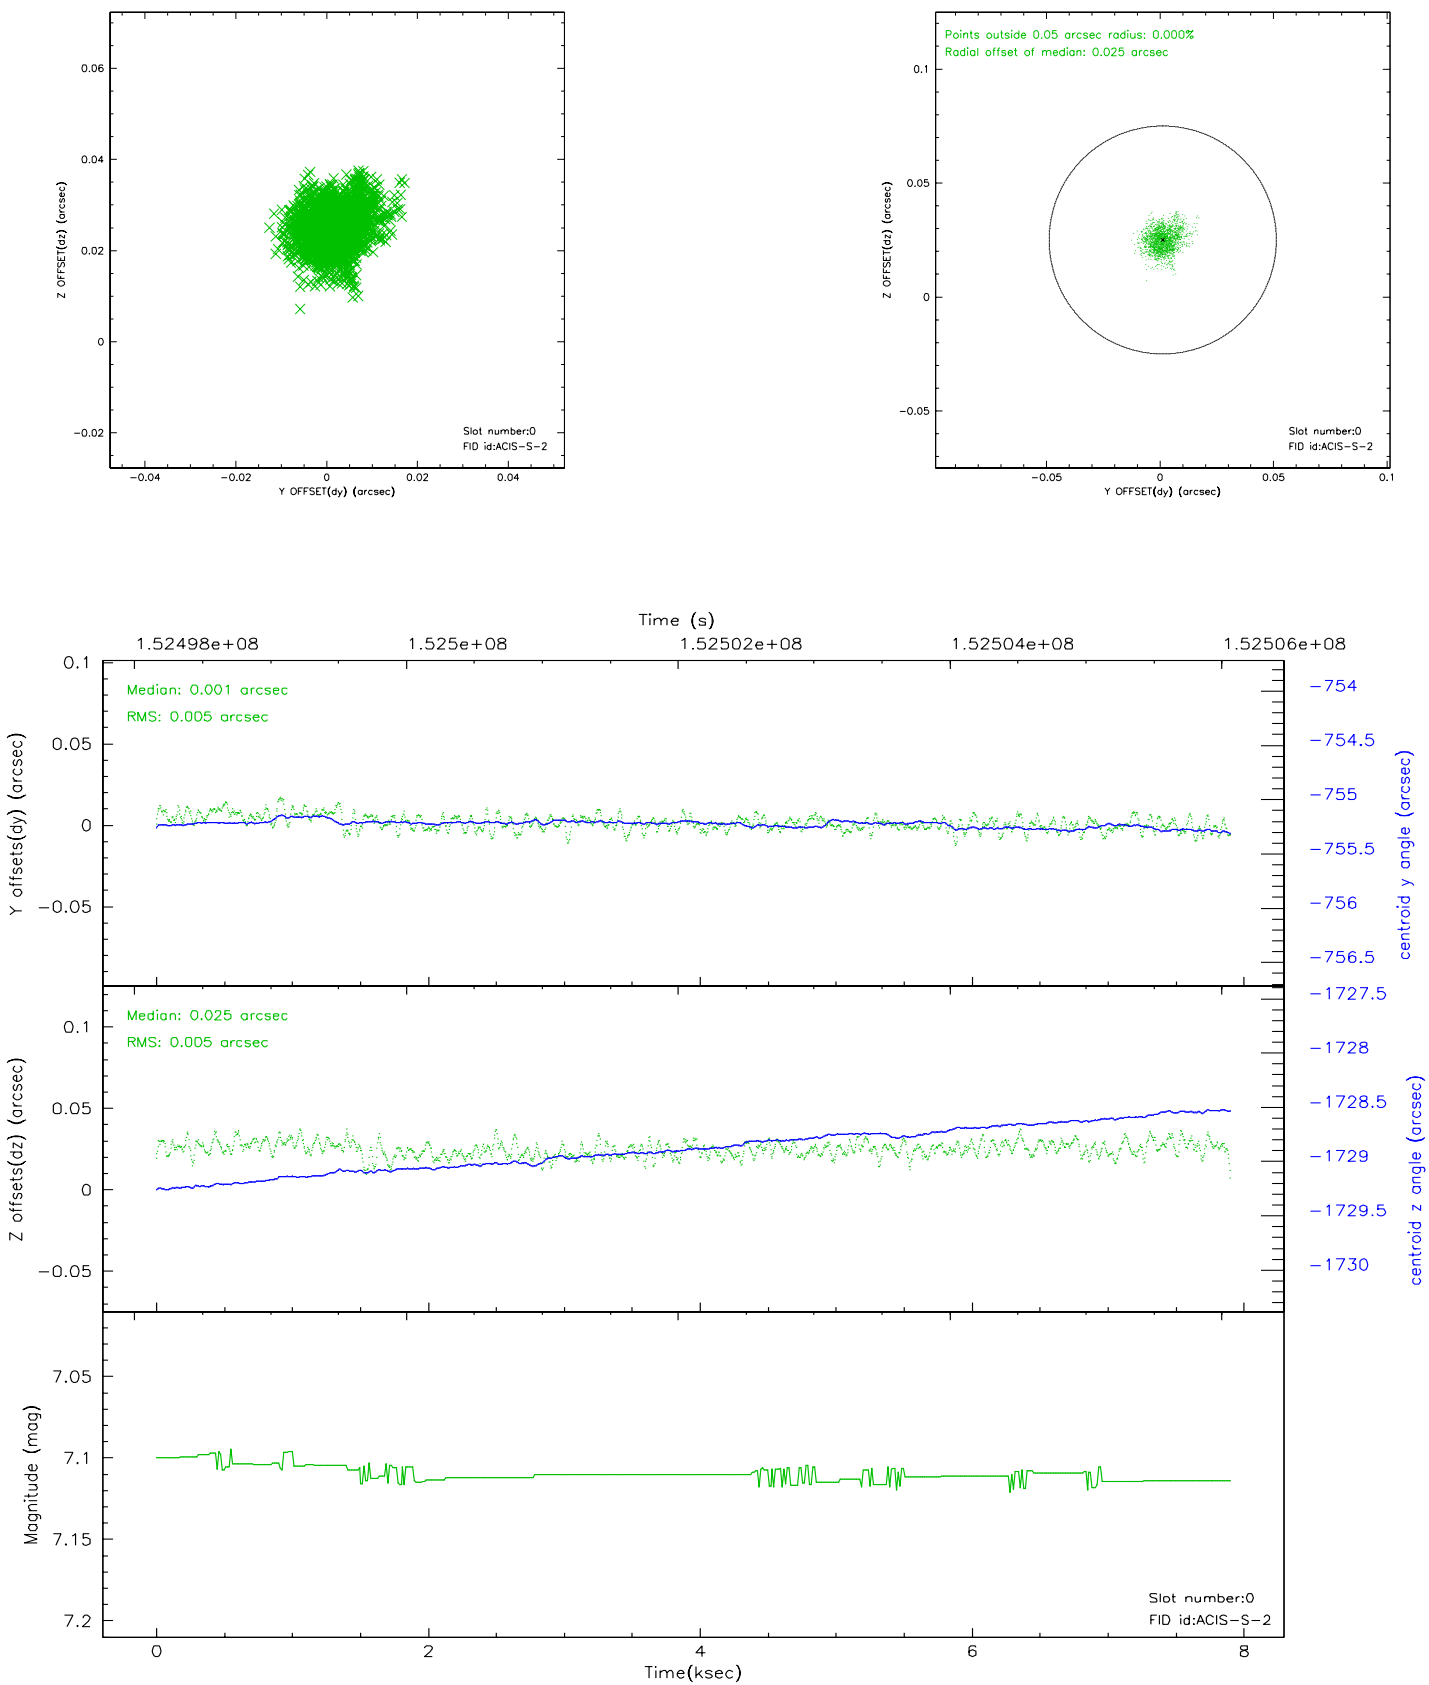 0.06
0.04
0.02
0
−0.02
Z OFFSET(dz) (arcsec)
−0.04
−0.02
0
0.02
0.04
Y OFFSET(dy) (arcsec)
Slot number:0
FID id:ACIS−S−2
Points outside 0.05 arcsec radius: 0.000%
Radial offset of median: 0.025 arcsec
0.1
0.05
0
−0.05
Z OFFSET(dz) (arcsec)
−0.05
0
0.05
0.1
Y OFFSET(dy) (arcsec)
Slot number:0
FID id:ACIS−S−2
Time (s)
1.52498e+08
1.525e+08
1.52502e+08
1.52504e+08
1.52506e+08
Median: 0.001 arcsec
RMS: 0.005 arcsec
0.1
0.05
0
−0.05
Y offsets(dy) (arcsec)
−754
−754.5
−755
−755.5
−756
−756.5
centroid y angle (arcsec)
Median: 0.025 arcsec
RMS: 0.005 arcsec
0.1
0.05
0
−0.05
Z offsets(dz) (arcsec)
−1727.5
−1728
−1728.5
−1729
−1729.5
−1730
centroid z angle (arcsec)
7.05
7.1
7.15
7.2
Magnitude (mag)
Slot number:0
FID id:ACIS−S−2
0
2
4
6
8
Time(ksec)